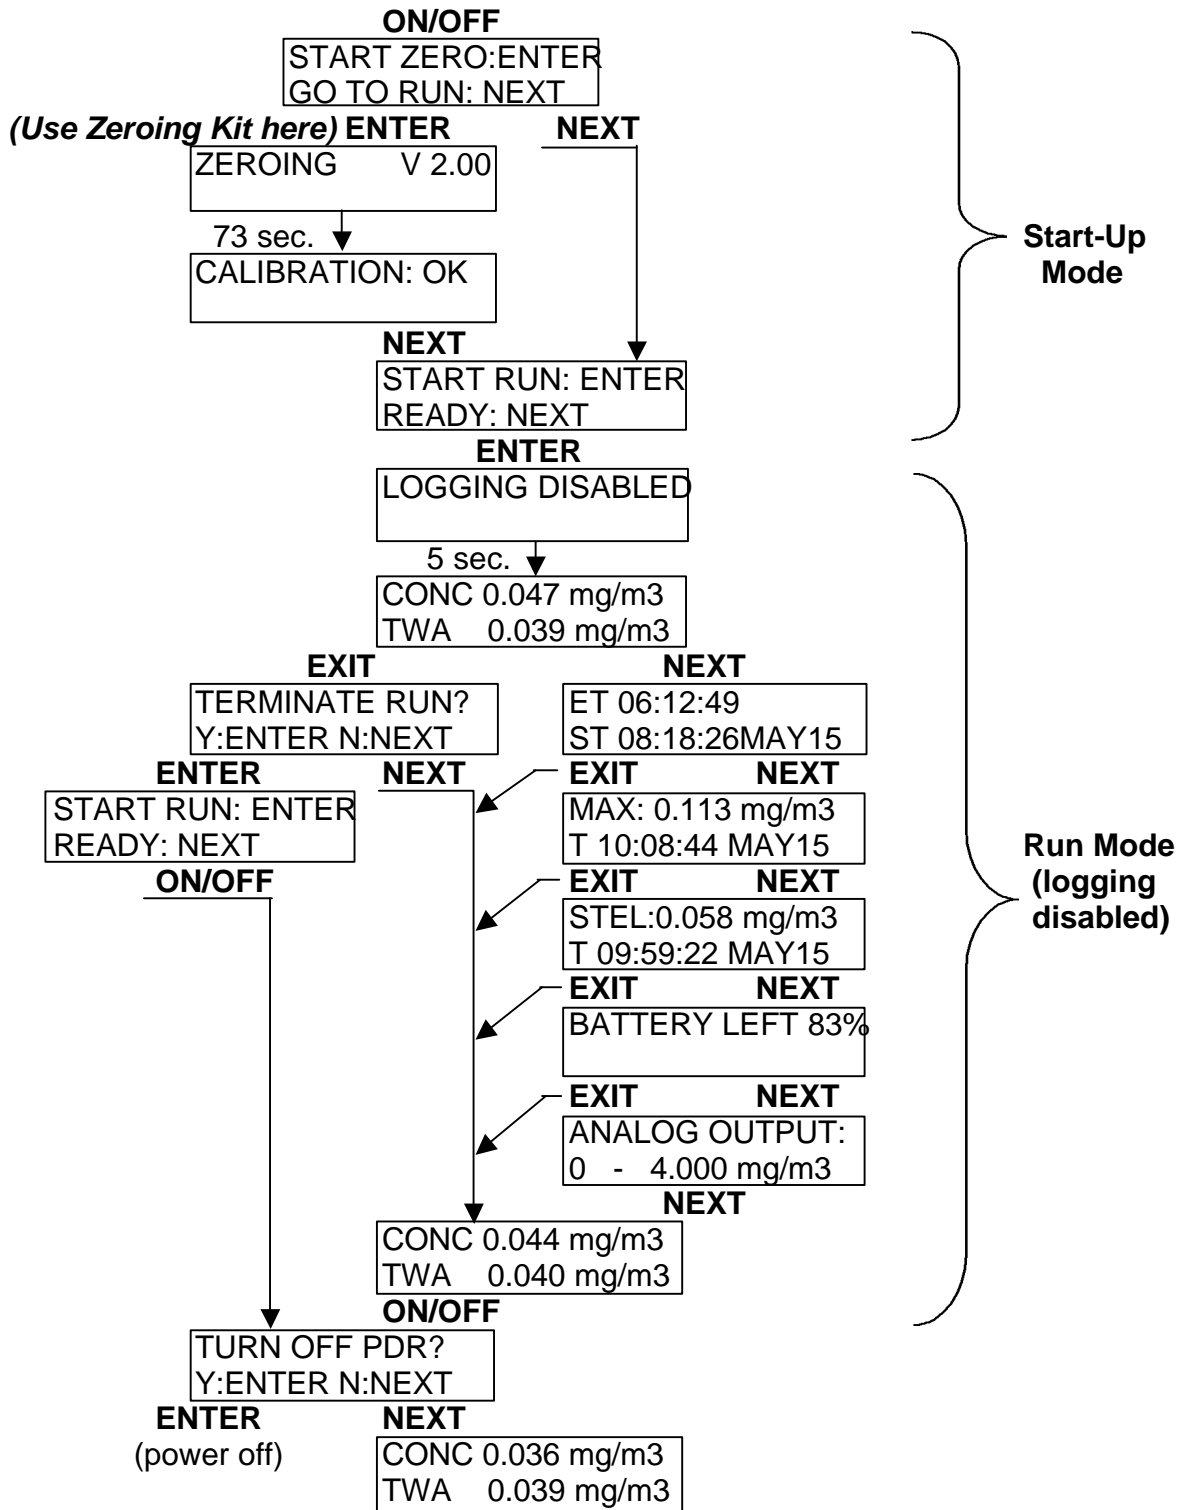 ON/OFF
START ZERO:ENTER
GO TO RUN: NEXT
(Use Zeroing Kit here) ENTER NEXT
ZEROING V 2.00
73 sec.
CALIBRATION: OK
Start-Up
Mode
NEXT
START RUN: ENTER
READY: NEXT
ENTER
LOGGING DISABLED
5 sec.
CONC 0.047 mg/m3
TWA 0.039 mg/m3
EXIT NEXT
TERMINATE RUN?
Y:ENTER N:NEXT
ET 06:12:49
ST 08:18:26MAY15
ENTER NEXT
EXIT NEXT
START RUN: ENTER
READY: NEXT
MAX: 0.113 mg/m3
T 10:08:44 MAY15
ON/OFF
EXIT NEXT
STEL:0.058 mg/m3
T 09:59:22 MAY15
Run Mode
(logging
disabled)
EXIT NEXT
BATTERY LEFT 83%
EXIT NEXT
ANALOG OUTPUT:
0 - 4.000 mg/m3
NEXT
CONC 0.044 mg/m3
TWA 0.040 mg/m3
ON/OFF
TURN OFF PDR?
Y:ENTER N:NEXT
ENTER NEXT
(power off)
CONC 0.036 mg/m3
TWA 0.039 mg/m3